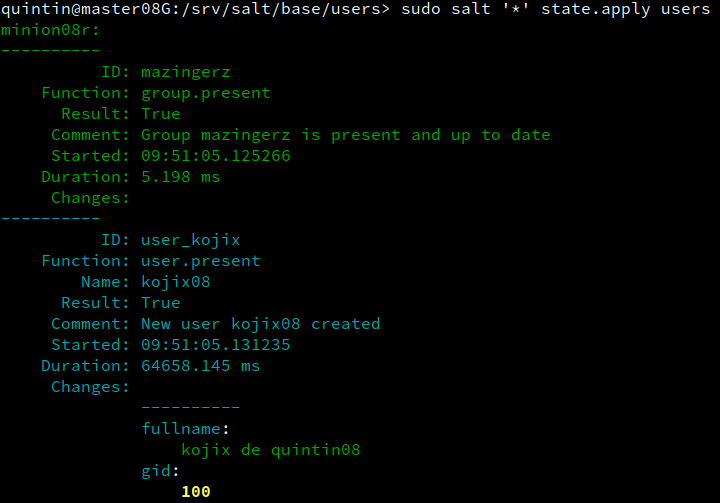 quintin@master08G:/srv/salt/base/users> sudo salt '*' state.apply users
minion08r:
----------
          ID: mazingerz
    Function: group.present
      Result: True
     Comment: Group mazingerz is present and up to date
     Started: 09:51:05.125266
    Duration: 5.198 ms
     Changes:
----------
          ID: user_kojix
    Function: user.present
        Name: kojix08
      Result: True
     Comment: New user kojix08 created
     Started: 09:51:05.131235
    Duration: 64658.145 ms
     Changes:
              ----------
              fullname:
                  kojix de quintin08
              gid:
                  100